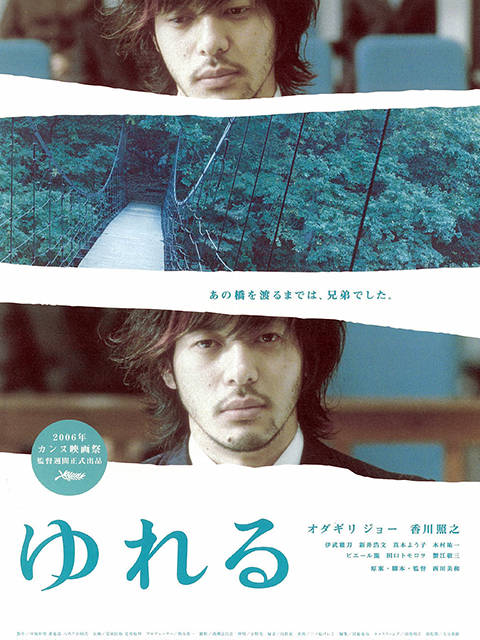 あの橋を渡るまでは、兄弟でした。
2006年
カンヌ映画祭
監督週間正式出品
ゆれる
オダギリ ジョー 香川照之
伊武雅刀 新井浩文 真木よう子 木村祐一
ピエール瀧 田口トモロヲ 蟹江敬三
原案・脚本・監督 西川美和